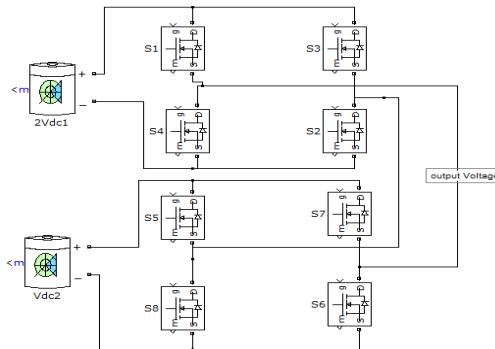 S1
S3
+
<m
−
2Vdc1
S4
S2
output Voltage
S5
S7
+
<m
−
Vdc2
S8
S6
g D
m S
g D
m S
g D
m S
g D
m S
g D
m S
g D
m S
g D
m S
g D
m S